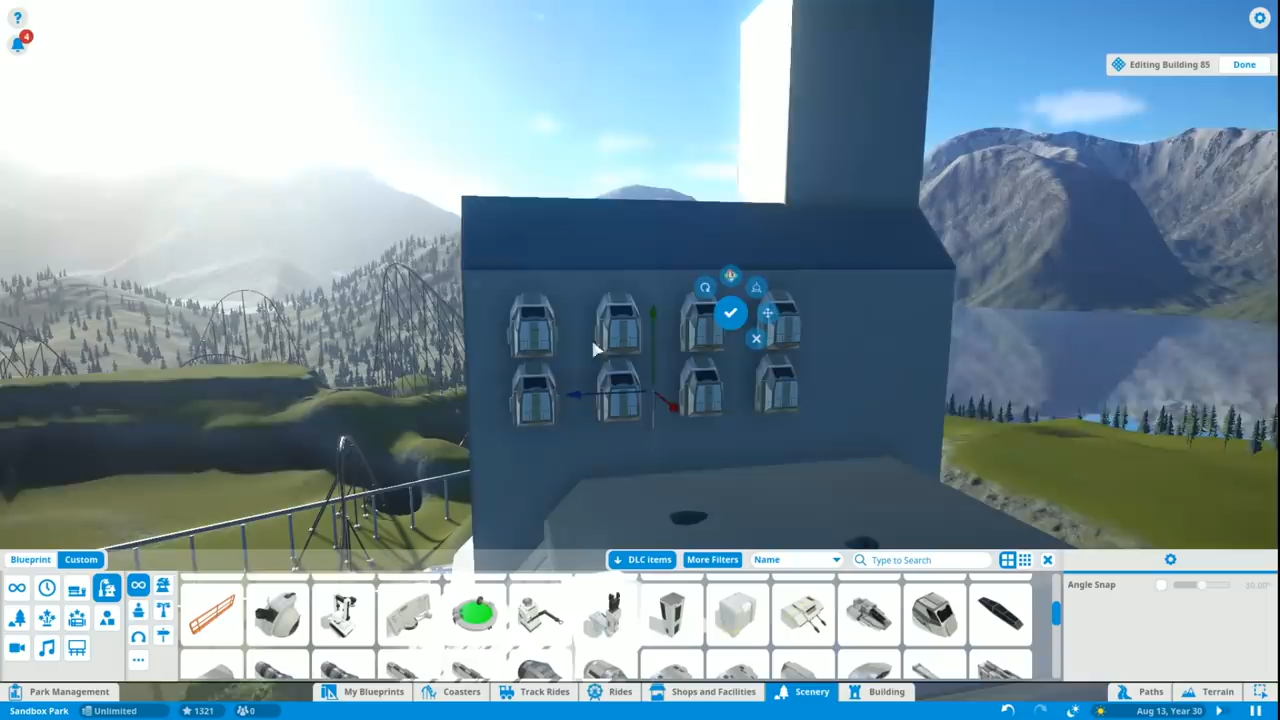 ?
4
Editing Building 85 Done
Blueprint Custom
DLC items More Filters Name Type to Search
Angle Snap 10.00°
Park Management My Blueprints Coasters Track Rides Rides Shops and Facilities Scenery Building Paths Terrain
Sandbox Park Unlimited 1321 0 Aug 13, Year 30